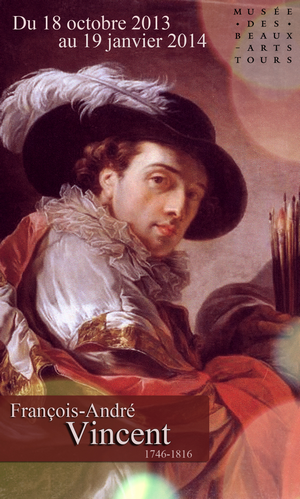 Du 18 octobre 2013
au 19 janvier 2014
MUSÉE
• DES •
BEAUX
– ARTS
TOURS
François-André
Vincent
1746-1816